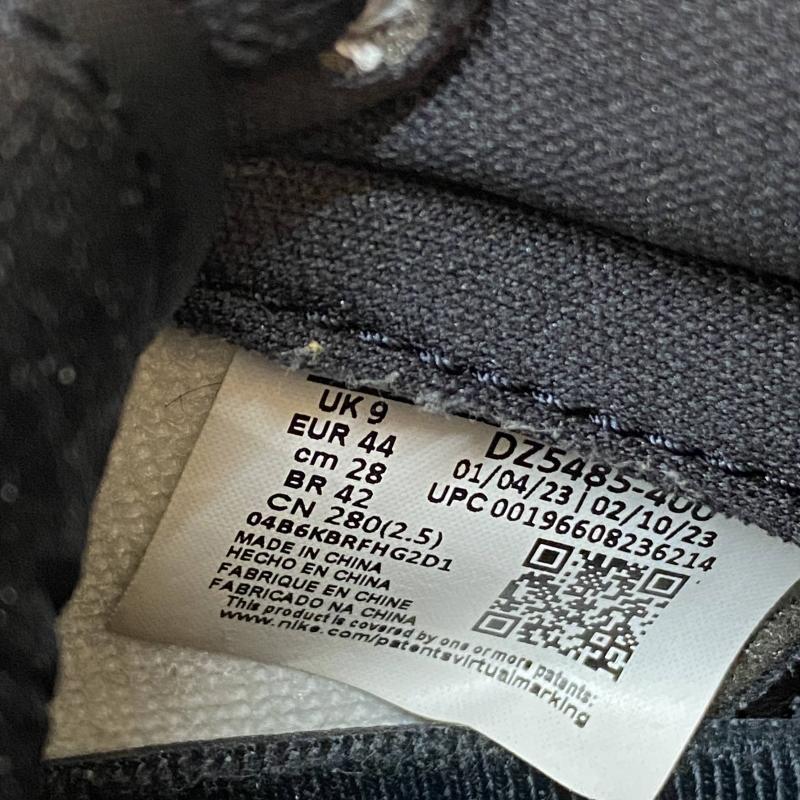 UK 9
EUR 44
cm 28
BR 42
CN 280(2.5)
04B6KBRFHG2D1
MADE IN CHINA
HECHO EN CHINA
FABRIQUE EN CHINE
FABRICADO NA CHINA
This product is covered by one or more patents:
www.nike.com/patentsvirtualmarking
DZ5485-400
01/04/23 | 02/10/23
UPC 00196608236214